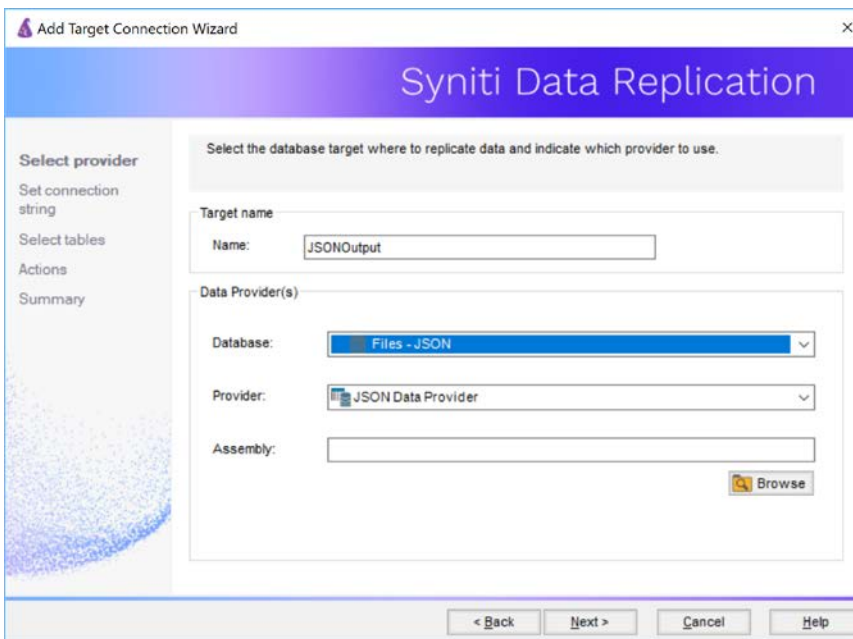 Add Target Connection Wizard
Syniti Data Replication
Select provider
Set connection
string
Select tables
Actions
Summary
Select the database target where to replicate data and indicate which provider to use.
Target name
Name:
JSONOutput
Data Provider(s)
Database:
Files - JSON
Provider:
JSON Data Provider
Assembly:
Browse
< Back
Next >
Cancel
Help